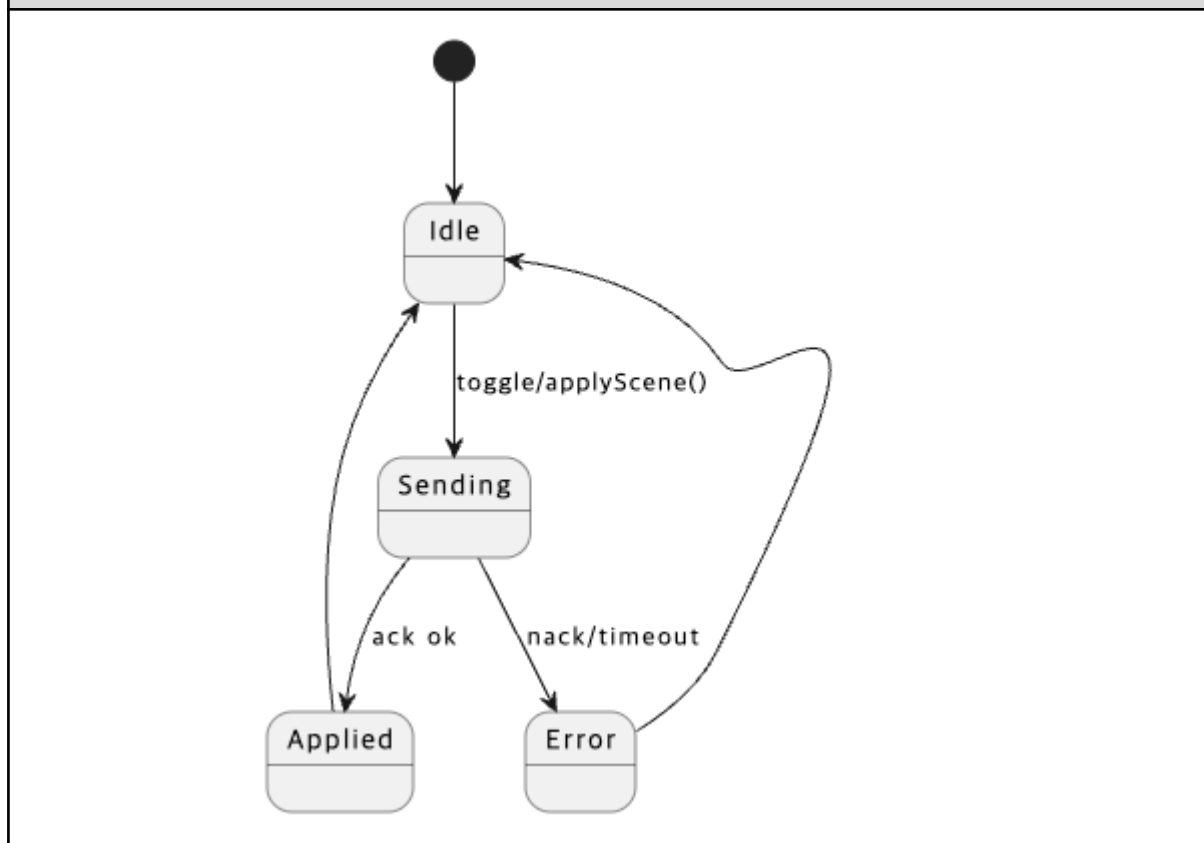 Idle
toggle/applyScene()
Sending
ack ok
nack/timeout
Applied
Error